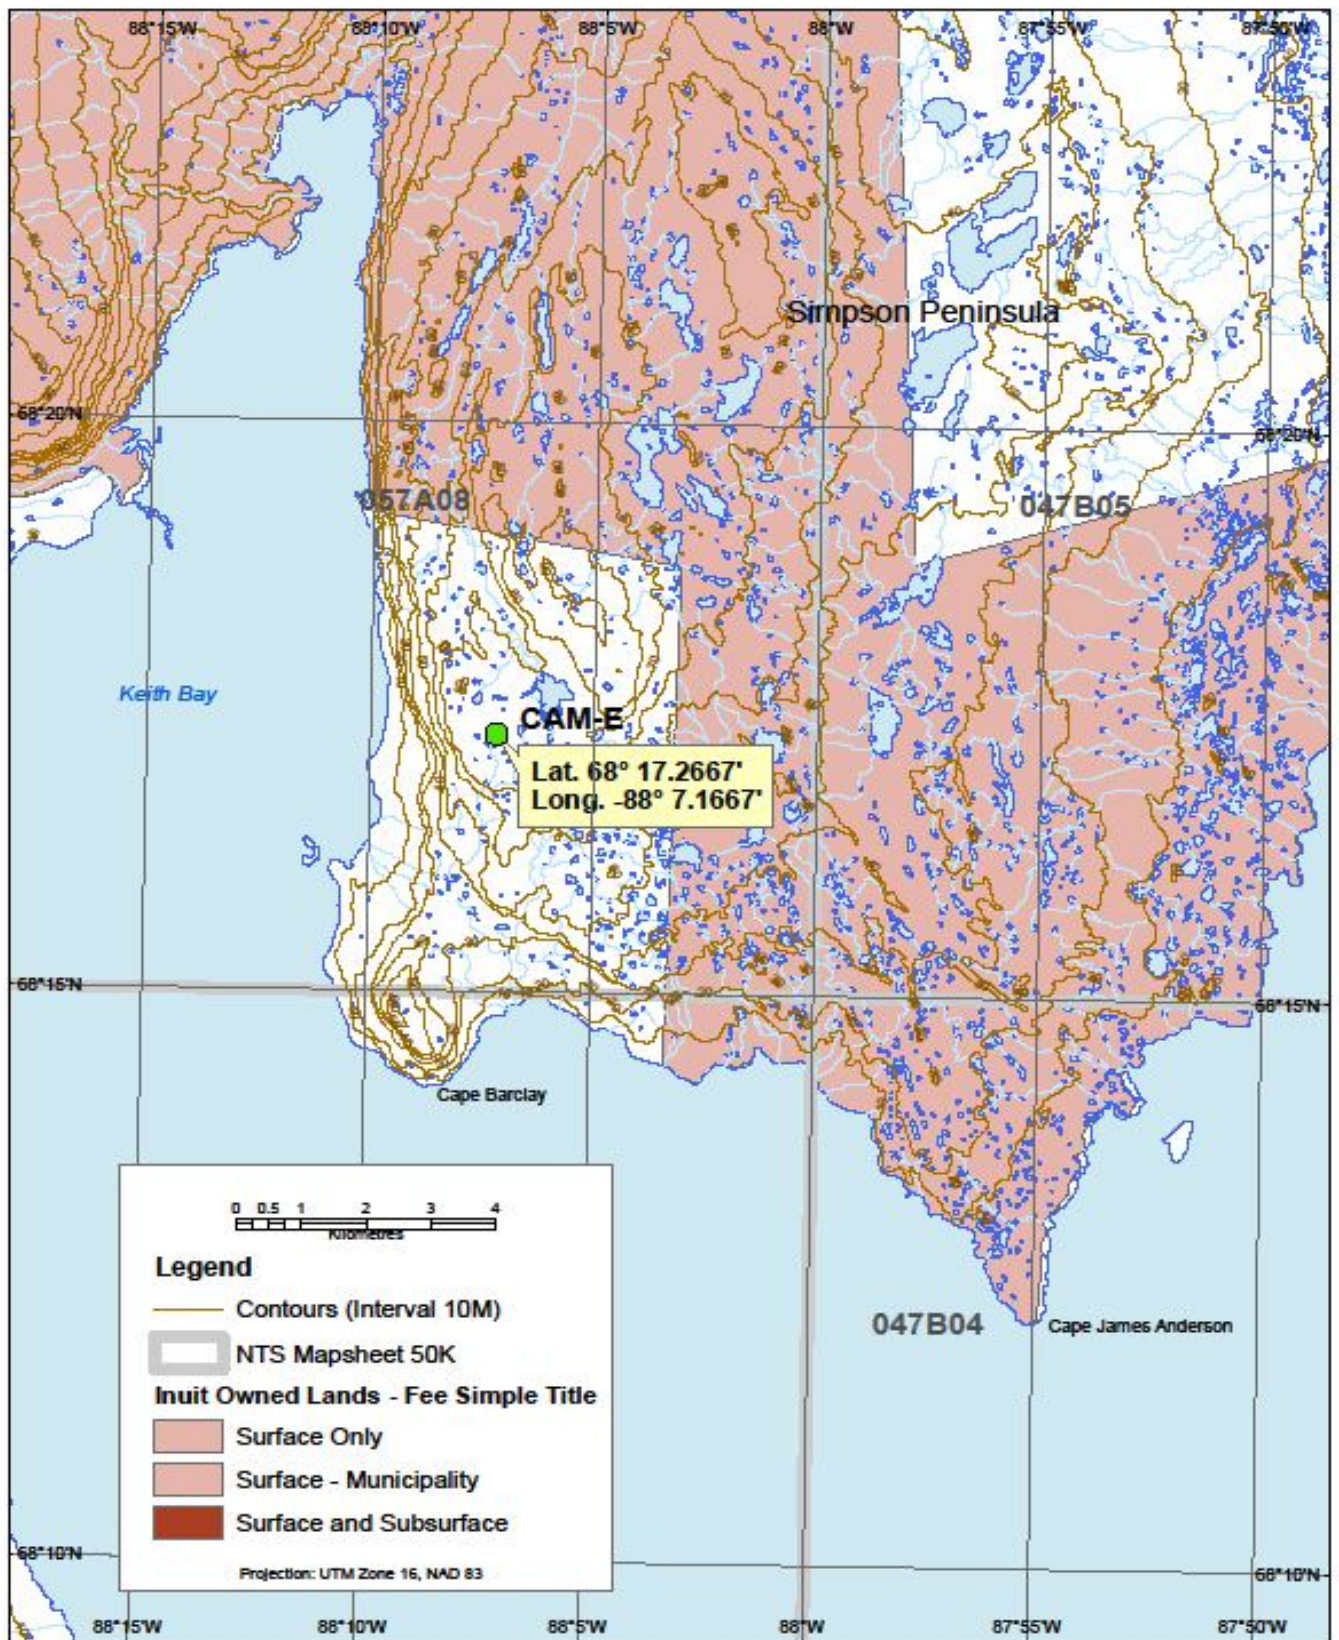 88°15'W 88°10'W 88°5'W 88°W 87°55'W 87°50'W
Simpson Peninsula
68°20'N
68°20'N
057A08
047B05
Keith Bay
CAM-E
Lat. 68° 17.2667'
Long. -88° 7.1667'
68°15'N
68°15'N
Cape Barclay
0 0.5 1 2 3 4
Kilometres
Legend
Contours (Interval 10M)
NTS Mapsheet 50K
Inuit Owned Lands - Fee Simple Title
Surface Only
Surface - Municipality
Surface and Subsurface
Projection: UTM Zone 16, NAD 83
047B04
Cape James Anderson
68°10'N
68°10'N
88°15'W 88°10'W 88°5'W 88°W 87°55'W 87°50'W